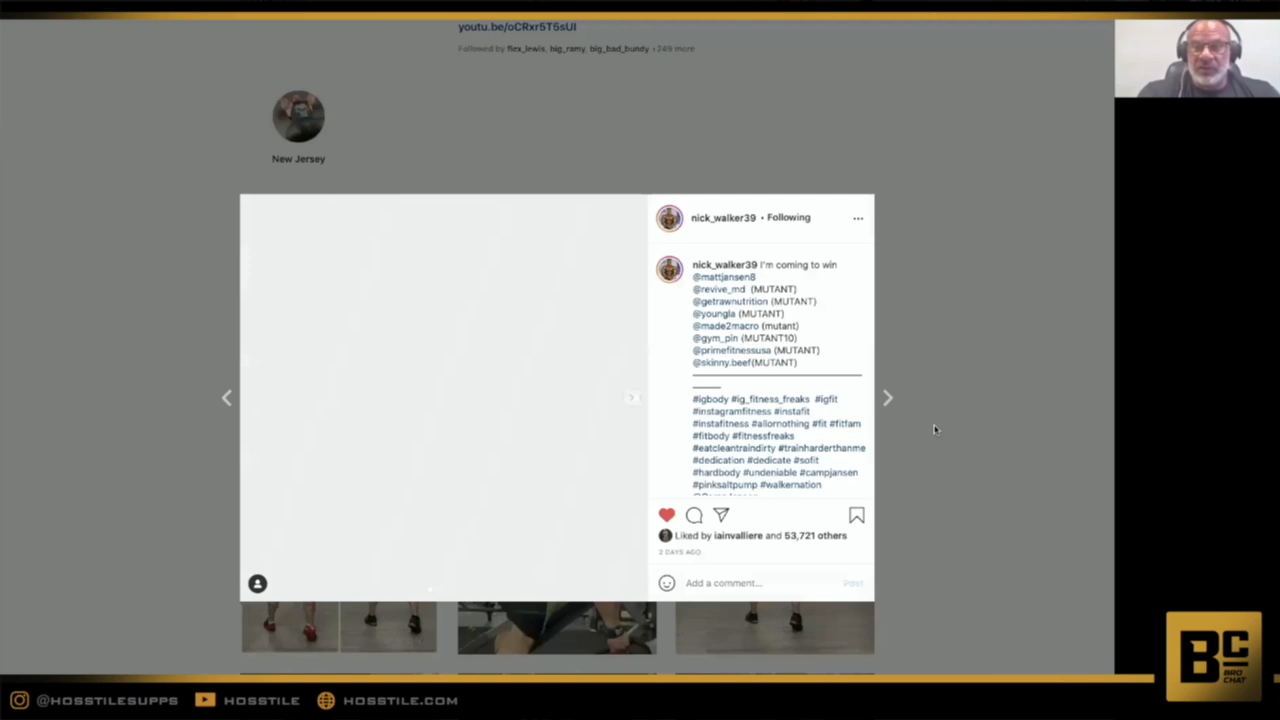 youtu.be/oCRxr5T5sUI
Followed by flex_lewis, big_ramy, big_bad_bundy +249 more
New Jersey
nick_walker39 • Following
nick_walker39 I'm coming to win
@mattjansen8
@revive_md (MUTANT)
@getrawnutrition (MUTANT)
@youngla (MUTANT)
@made2macro (mutant)
@gym_pin (MUTANT10)
@primefitnessusa (MUTANT)
@skinny.beef(MUTANT)
#igbody #ig_fitness_freaks #igfit
#instagramfitness #instafit
#instafitness #allornothing #fit #fitfam
#fitbody #fitnessfreaks
#eatcleantraindirty #trainharderthanme
#dedication #dedicate #sofit
#hardbody #undeniable #campjansen
#pinksaltpump #walkernation
Liked by iainvalliere and 53,721 others
2 DAYS AGO
Add a comment...
Post
BC
BRO
CHAT
@HOSSTILESUPPS
HOSSTILE
HOSSTILE.COM